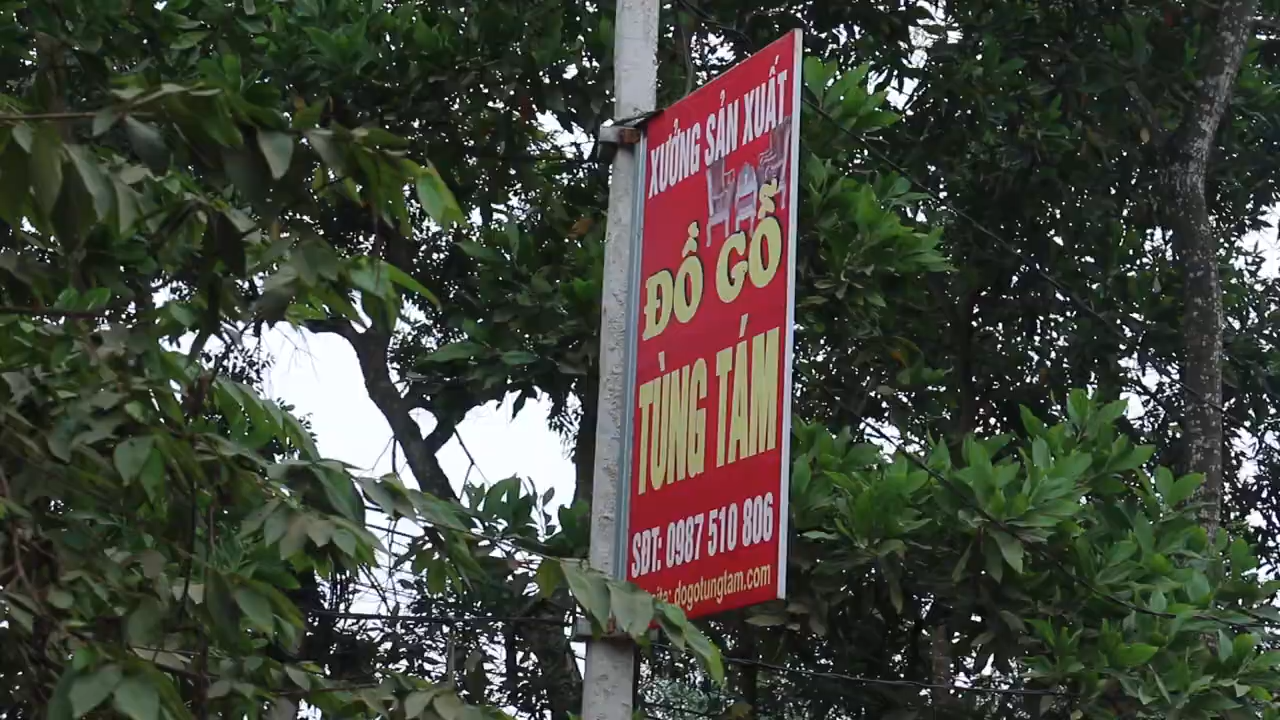 XƯỞNG SẢN XUẤT
ĐỒ GỖ
TÙNG TÁM
SĐT: 0987 510 806
dogotungtam.com